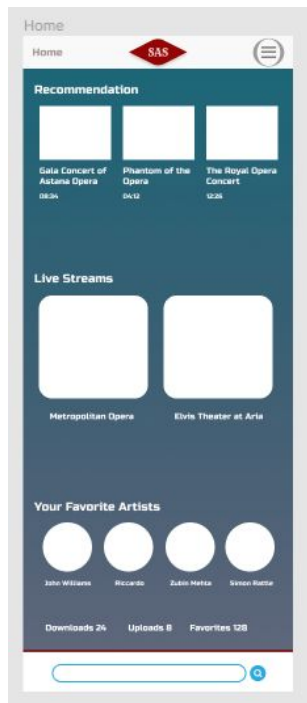 Home
Home
SAS
Recommendation
Gala Concert of
Astana Opera
08:34
Phantom of the
Opera
04:12
The Royal Opera
Concert
12:25
Live Streams
Metropolitan Opera
Elvis Theater at Aria
Your Favorite Artists
John Williams
Riccardo
Zubin Mehta
Simon Rattle
Downloads 24
Uploads 8
Favorites 128